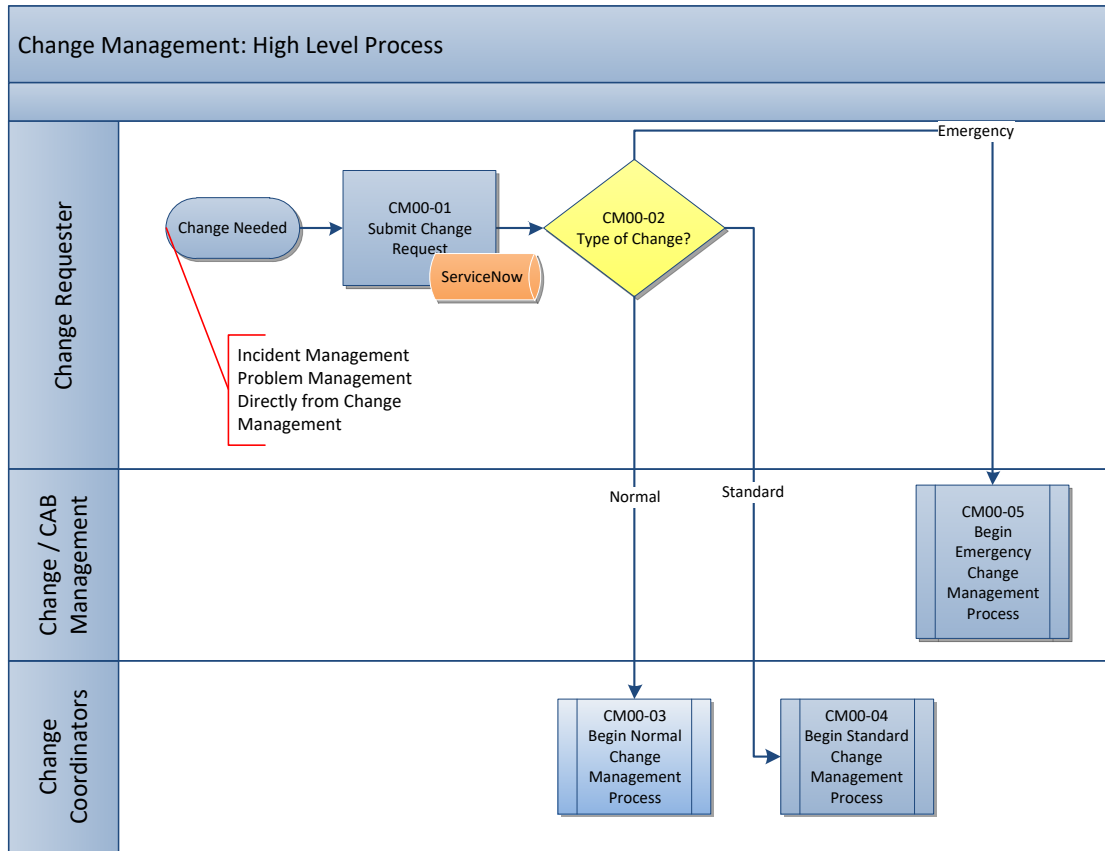 Change Management: High Level Process
Change Requester
Emergency
Change Needed
CM00-01
Submit Change
Request
ServiceNow
CM00-02
Type of Change?
Incident Management
Problem Management
Directly from Change
Management
Change / CAB
Management
Normal
Standard
CM00-05
Begin
Emergency
Change
Management
Process
Change
Coordinators
CM00-03
Begin Normal
Change
Management
Process
CM00-04
Begin Standard
Change
Management
Process